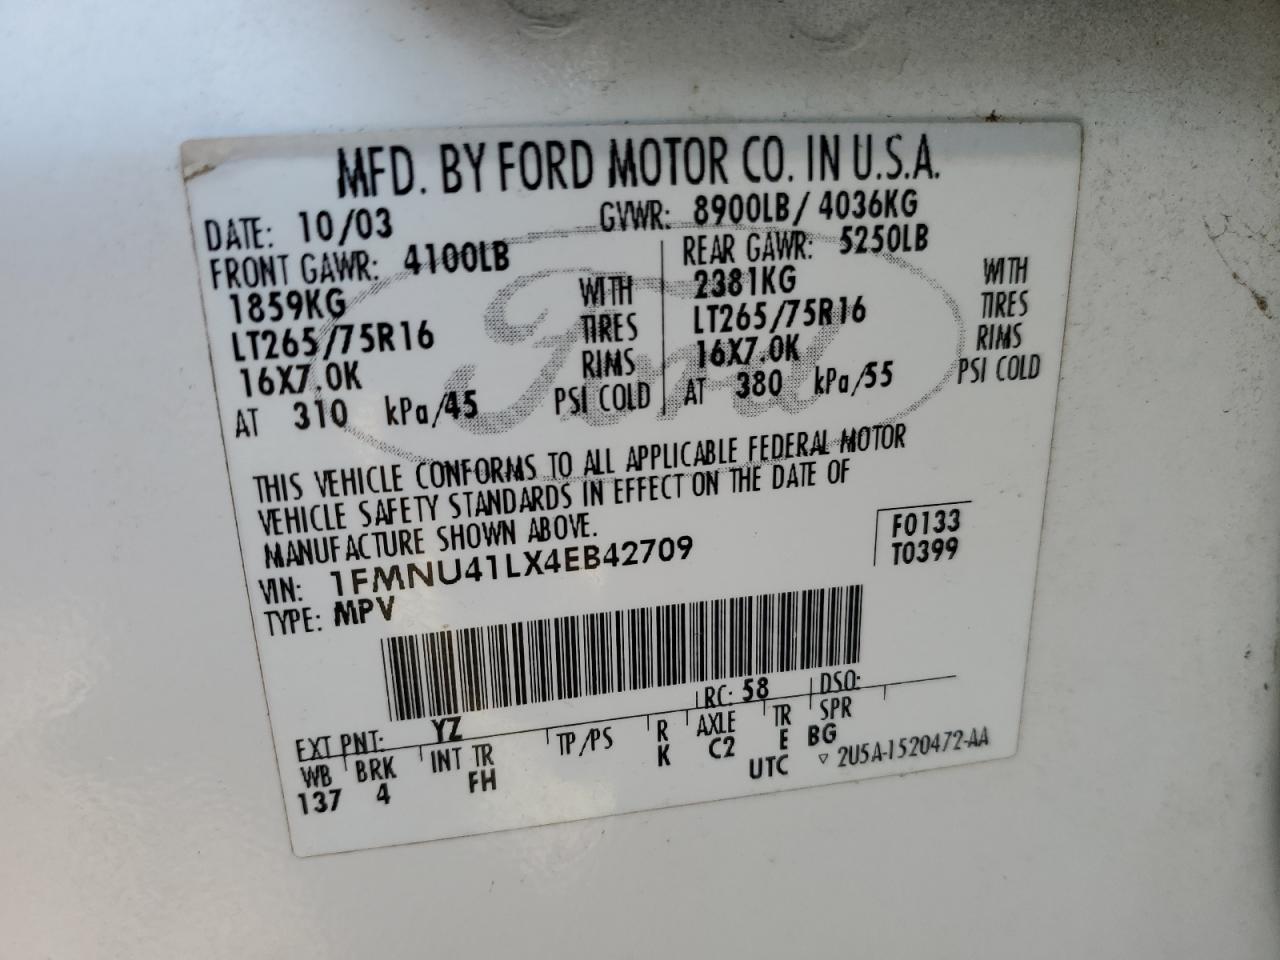 MFD. BY FORD MOTOR CO. IN U.S.A.
DATE: 10/03 GVWR: 8900LB/ 4036KG
FRONT GAWR: 4100LB REAR GAWR: 5250LB
1859KG WITH 2381KG WITH
LT265/75R16 TIRES LT265/75R16 TIRES
16X7.0K RIMS 16X7.0K RIMS
AT 310 kPa/45 PSI COLD AT 380 kPa/55 PSI COLD
Ford
THIS VEHICLE CONFORMS TO ALL APPLICABLE FEDERAL MOTOR
VEHICLE SAFETY STANDARDS IN EFFECT ON THE DATE OF
MANUFACTURE SHOWN ABOVE.
F0133
VIN: 1FMNU41LX4EB42709 T0399
TYPE: MPV
EXT PNT: YZ RC: 58 DSO:
WB BRK INT TR TP/PS R AXLE TR SPR
137 4 FH K C2 E BG
UTC ▽ 2U5A-1520472-AA